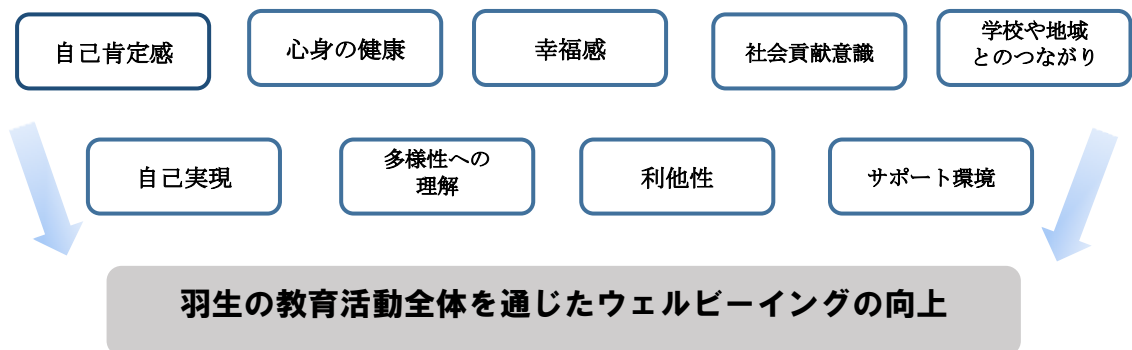 自己肯定感
心身の健康
幸福感
社会貢献意識
学校や地域
とのつながり
自己実現
多様性への
理解
利他性
サポート環境
羽生の教育活動全体を通じたウェルビーイングの向上